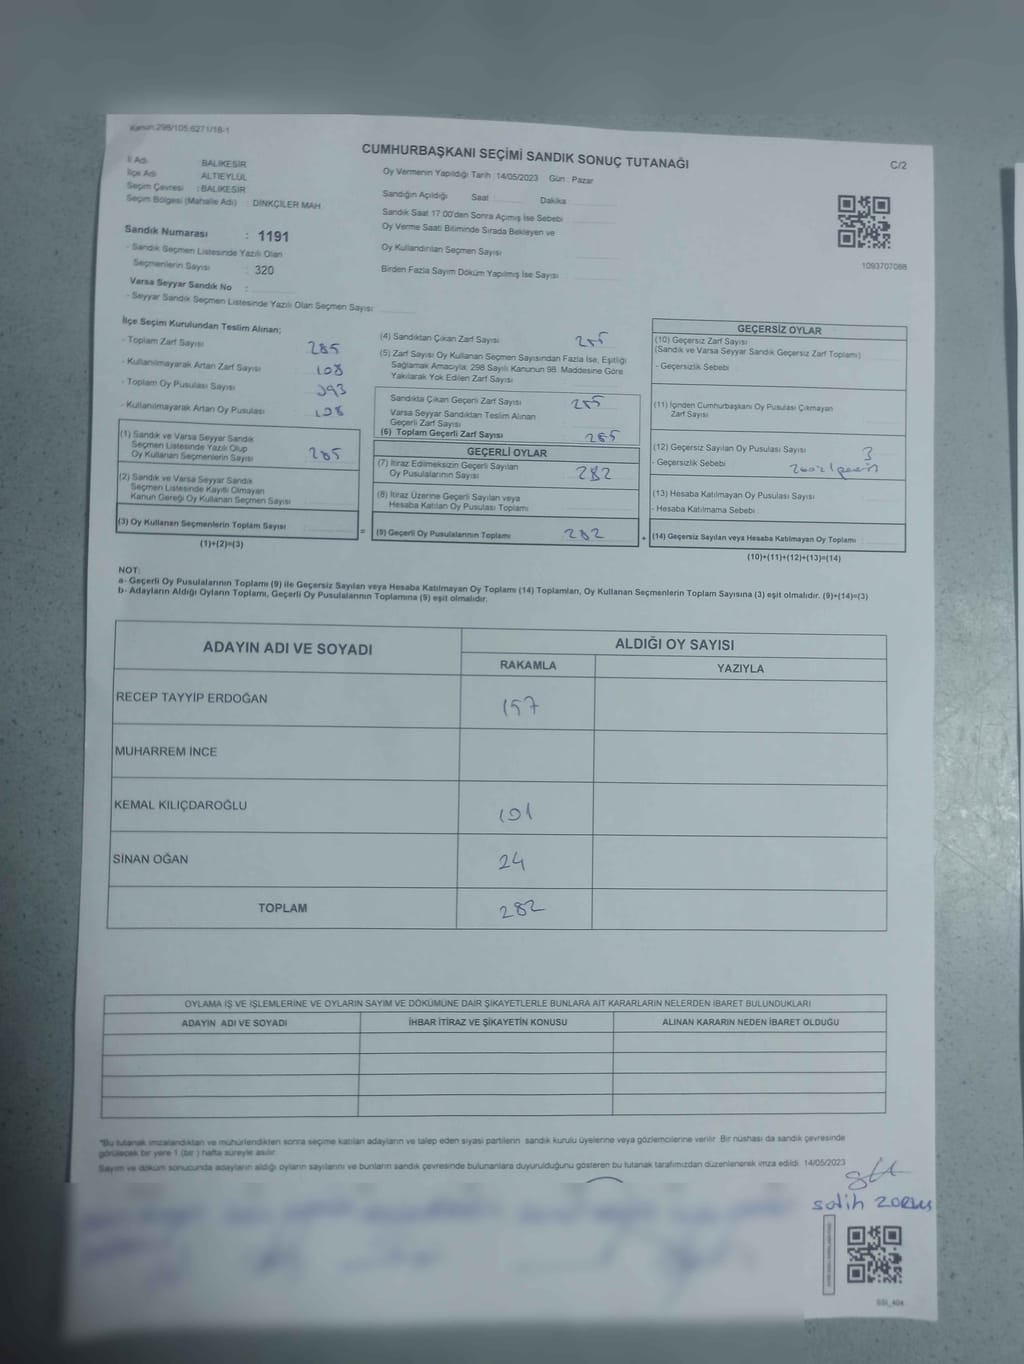 Kanun:298/105,6271/18-1
CUMHURBAŞKANI SEÇİMİ SANDIK SONUÇ TUTANAĞI
C/2
İl Adı BALIKESİR
İlçe Adı ALTIEYLÜL
Seçim Çevresi : BALIKESİR
Seçim Bölgesi (Mahalle Adı) DİNKÇİLER MAH.
Sandık Numarası : 1191
- Sandık Seçmen Listesinde Yazılı Olan
Seçmenlerin Sayısı 320
Varsa Seyyar Sandık No :
- Seyyar Sandık Seçmen Listesinde Yazılı Olan Seçmen Sayısı
Oy Vermenin Yapıldığı Tarih : 14/05/2023 Gün : Pazar
Sandığın Açıldığı Saat Dakika
Sandık Saat 17.00'den Sonra Açımış İse Sebebi
Oy Verme Saati Bitiminde Sırada Bekleyen ve
Oy Kullandırılan Seçmen Sayısı
Birden Fazla Sayım Döküm Yapılmış İse Sayısı
1093707088
İlçe Seçim Kurulundan Teslim Alınan;
- Toplam Zarf Sayısı
- Kullanılmayarak Artan Zarf Sayısı 108
- Toplam Oy Pusulası Sayısı 393
- Kullanılmayarak Artan Oy Pusulası 108
(1) Sandık ve Varsa Seyyar Sandık
Seçmen Listesinde Yazılı Olup
Oy Kullanan Seçmenlerin Sayısı 285
(2) Sandık ve Varsa Seyyar Sandık
Seçmen Listesinde Kayıtlı Olmayan
Kanun Gereği Oy Kullanan Seçmen Sayısı
(3) Oy Kullanan Seçmenlerin Toplam Sayısı =
(1)+(2)=(3)
(4) Sandıktan Çıkan Zarf Sayısı 285
(5) Zarf Sayısı Oy Kullanan Seçmen Sayısından Fazla İse, Eşitliği
Sağlamak Amacıyla; 298 Sayılı Kanunun 98. Maddesine Göre
Yakılarak Yok Edilen Zarf Sayısı
Sandıkta Çıkan Geçerli Zarf Sayısı 285
Varsa Seyyar Sandıktan Teslim Alınan
Geçerli Zarf Sayısı
(6) Toplam Geçerli Zarf Sayısı 285
GEÇERLİ OYLAR
(7) İtiraz Edilmeksizin Geçerli Sayılan
Oy Pusulalarının Sayısı 282
(8) İtiraz Üzerine Geçerli Sayılan veya
Hesaba Katılan Oy Pusulası Toplamı
(9) Geçerli Oy Pusulalarının Toplamı 282 +
GEÇERSİZ OYLAR
(10) Geçersiz Zarf Sayısı
(Sandık ve Varsa Seyyar Sandık Geçersiz Zarf Toplamı)
- Geçersizlik Sebebi
(11) İçinden Cumhurbaşkanı Oy Pusulası Çıkmayan
Zarf Sayısı
(12) Geçersiz Sayılan Oy Pusulası Sayısı 3
- Geçersizlik Sebebi
(13) Hesaba Katılmayan Oy Pusulası Sayısı
- Hesaba Katılmama Sebebi
(14) Geçersiz Sayılan veya Hesaba Katılmayan Oy Toplamı
(10)+(11)+(12)+(13)=(14)
NOT:
a- Geçerli Oy Pusulalarının Toplamı (9) ile Geçersiz Sayılan veya Hesaba Katılmayan Oy Toplamı (14) Toplamları, Oy Kullanan Seçmenlerin Toplam Sayısına (3) eşit olmalıdır. (9)+(14)=(3)
b- Adayların Aldığı Oyların Toplamı, Geçerli Oy Pusulalarının Toplamına (9) eşit olmalıdır.
ADAYIN ADI VE SOYADI ALDIĞI OY SAYISI
RAKAMLA YAZIYLA
RECEP TAYYİP ERDOĞAN 157
MUHARREM İNCE
KEMAL KILIÇDAROĞLU 101
SİNAN OĞAN 24
TOPLAM 282
OYLAMA İŞ VE İŞLEMLERİNE VE OYLARIN SAYIM VE DÖKÜMÜNE DAİR ŞİKAYETLERLE BUNLARA AİT KARARLARIN NELERDEN İBARET BULUNDUKLARI
ADAYIN ADI VE SOYADI İHBAR İTİRAZ VE ŞİKAYETİN KONUSU ALINAN KARARIN NEDEN İBARET OLDUĞU
"Bu tutanak imzalandıktan ve mühürlendikten sonra seçime katılan adayların ve talep eden siyasi partilerin sandık kurulu üyelerine veya gözlemcilerine verilir. Bir nüshası da sandık çevresinde
görülecek bir yere 1 (bir) hafta süreyle asılır.
Sayım ve döküm sonucunda adayların aldığı oyların sayılarını ve bunların sandık çevresinde bulunanlara duyurulduğunu gösteren bu tutanak tarafımızdan düzenlenerek imza edildi. 14/05/2023
salih